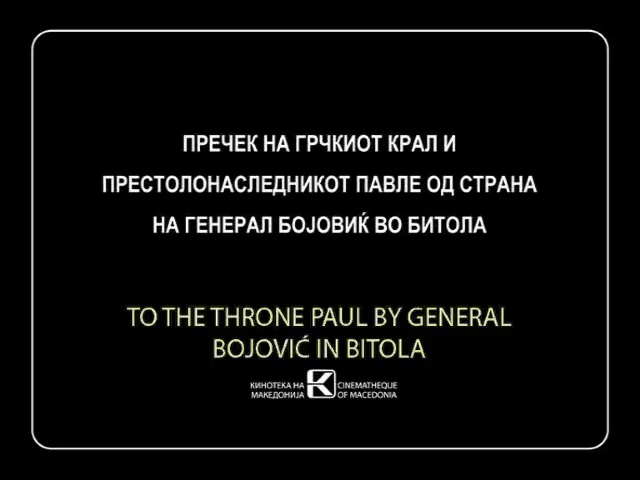 ПРЕЧЕК НА ГРЧКИОТ КРАЛ И
ПРЕСТОЛОНАСЛЕДНИКОТ ПАВЛЕ ОД СТРАНА
НА ГЕНЕРАЛ БОЈОВИЌ ВО БИТОЛА
TO THE THRONE PAUL BY GENERAL
BOJOVIĆ IN BITOLA
КИНОТЕКА НА
МАКЕДОНИЈА
K
CINEMATHEQUE
OF MACEDONIA